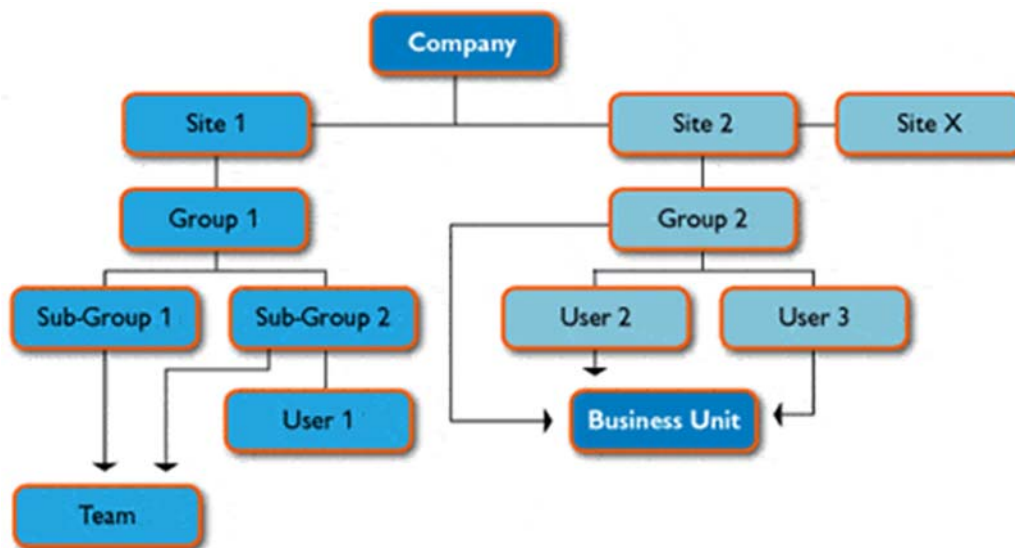 Company
Site 1
Site 2
Site X
Group 1
Group 2
Sub-Group 1
Sub-Group 2
User 2
User 3
User 1
Business Unit
Team